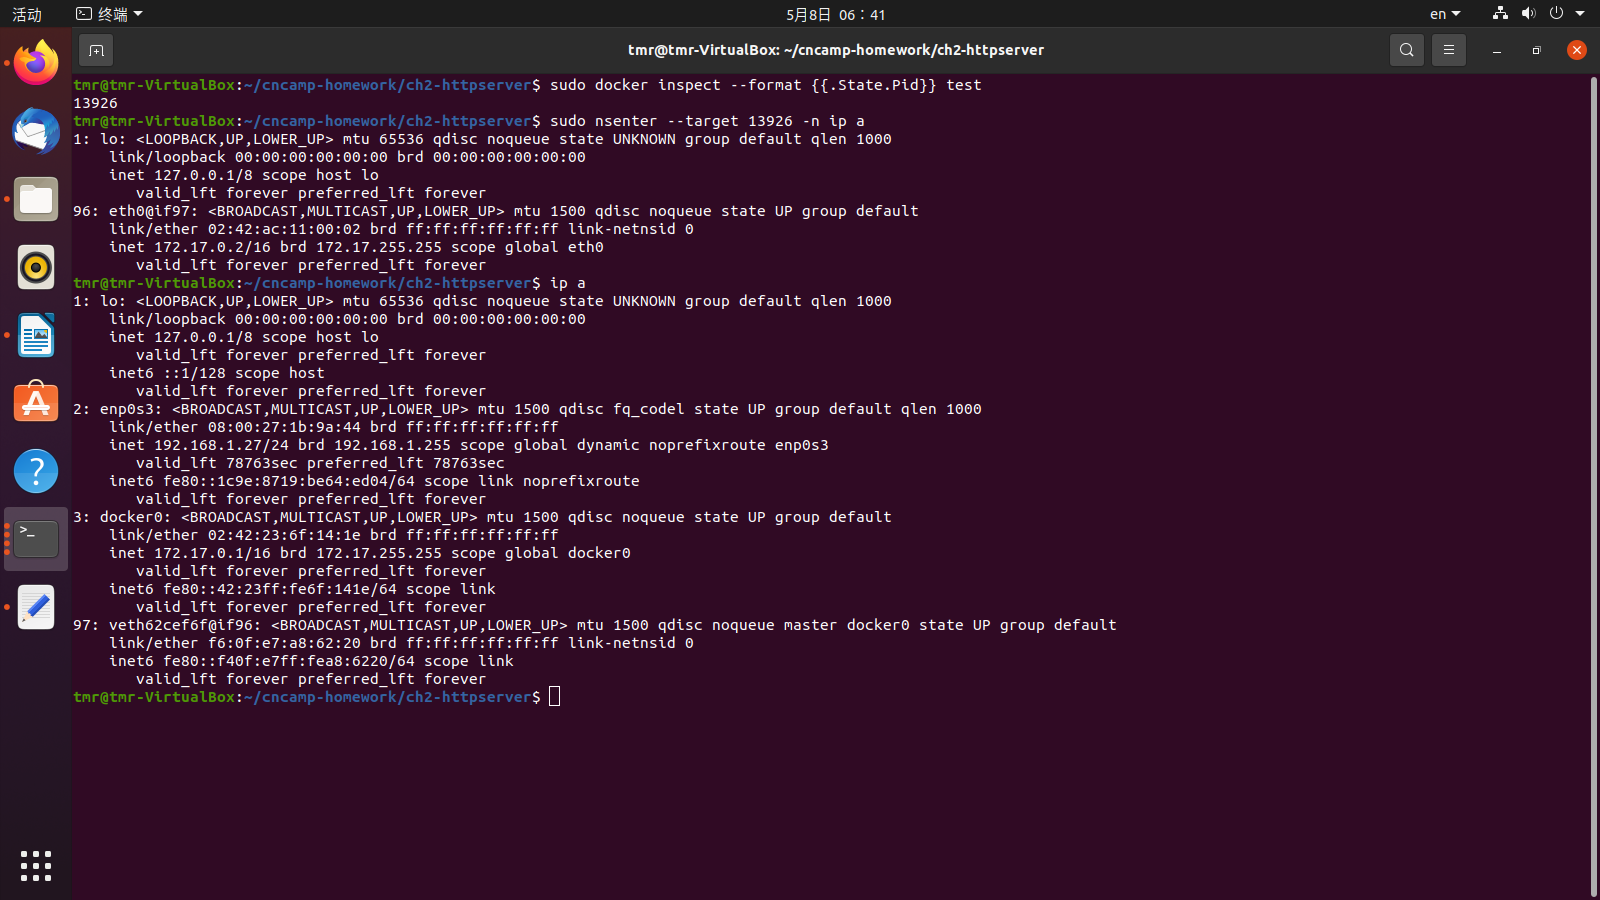 活动
终端
5月8日 06：41
en
tmr@tmr-VirtualBox: ~/cncamp-homework/ch2-httpserver
tmr@tmr-VirtualBox:~/cncamp-homework/ch2-httpserver$ sudo docker inspect --format {{.State.Pid}} test
13926
tmr@tmr-VirtualBox:~/cncamp-homework/ch2-httpserver$ sudo nsenter --target 13926 -n ip a
1: lo: <LOOPBACK,UP,LOWER_UP> mtu 65536 qdisc noqueue state UNKNOWN group default qlen 1000
    link/loopback 00:00:00:00:00:00 brd 00:00:00:00:00:00
    inet 127.0.0.1/8 scope host lo
       valid_lft forever preferred_lft forever
96: eth0@if97: <BROADCAST,MULTICAST,UP,LOWER_UP> mtu 1500 qdisc noqueue state UP group default
    link/ether 02:42:ac:11:00:02 brd ff:ff:ff:ff:ff:ff link-netnsid 0
    inet 172.17.0.2/16 brd 172.17.255.255 scope global eth0
       valid_lft forever preferred_lft forever
tmr@tmr-VirtualBox:~/cncamp-homework/ch2-httpserver$ ip a
1: lo: <LOOPBACK,UP,LOWER_UP> mtu 65536 qdisc noqueue state UNKNOWN group default qlen 1000
    link/loopback 00:00:00:00:00:00 brd 00:00:00:00:00:00
    inet 127.0.0.1/8 scope host lo
       valid_lft forever preferred_lft forever
    inet6 ::1/128 scope host
       valid_lft forever preferred_lft forever
2: enp0s3: <BROADCAST,MULTICAST,UP,LOWER_UP> mtu 1500 qdisc fq_codel state UP group default qlen 1000
    link/ether 08:00:27:1b:9a:44 brd ff:ff:ff:ff:ff:ff
    inet 192.168.1.27/24 brd 192.168.1.255 scope global dynamic noprefixroute enp0s3
       valid_lft 78763sec preferred_lft 78763sec
    inet6 fe80::1c9e:8719:be64:ed04/64 scope link noprefixroute
       valid_lft forever preferred_lft forever
3: docker0: <BROADCAST,MULTICAST,UP,LOWER_UP> mtu 1500 qdisc noqueue state UP group default
    link/ether 02:42:23:6f:14:1e brd ff:ff:ff:ff:ff:ff
    inet 172.17.0.1/16 brd 172.17.255.255 scope global docker0
       valid_lft forever preferred_lft forever
    inet6 fe80::42:23ff:fe6f:141e/64 scope link
       valid_lft forever preferred_lft forever
97: veth62cef6f@if96: <BROADCAST,MULTICAST,UP,LOWER_UP> mtu 1500 qdisc noqueue master docker0 state UP group default
    link/ether f6:0f:e7:a8:62:20 brd ff:ff:ff:ff:ff:ff link-netnsid 0
    inet6 fe80::f40f:e7ff:fea8:6220/64 scope link
       valid_lft forever preferred_lft forever
tmr@tmr-VirtualBox:~/cncamp-homework/ch2-httpserver$